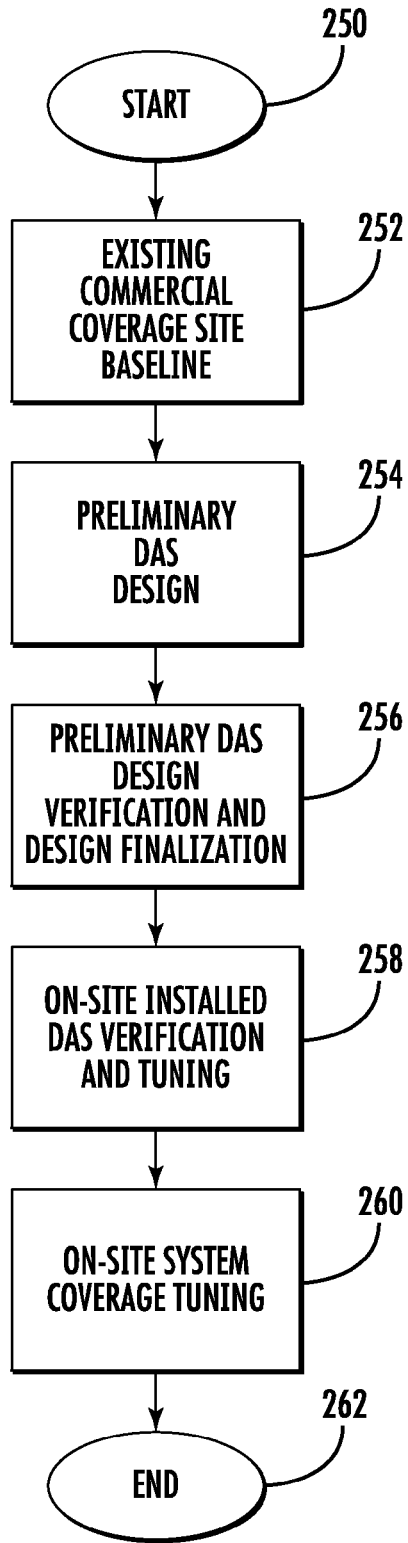 250
START
252
EXISTING
COMMERCIAL
COVERAGE SITE
BASELINE
254
PRELIMINARY
DAS
DESIGN
256
PRELIMINARY DAS
DESIGN
VERIFICATION AND
DESIGN FINALIZATION
258
ON-SITE INSTALLED
DAS VERIFICATION
AND TUNING
260
ON-SITE SYSTEM
COVERAGE TUNING
262
END